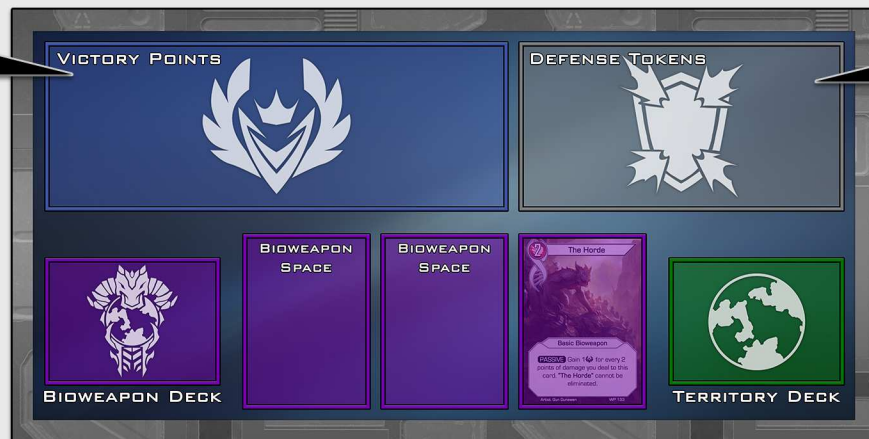 Victory Points
Defense Tokens
Bioweapon
Space
Bioweapon
Space
The Horde
Basic Bioweapon
PASSIVE Gain 1 for every 2
points of damage you deal to this
card. "The Horde" cannot be
eliminated.
Bioweapon Deck
Territory Deck